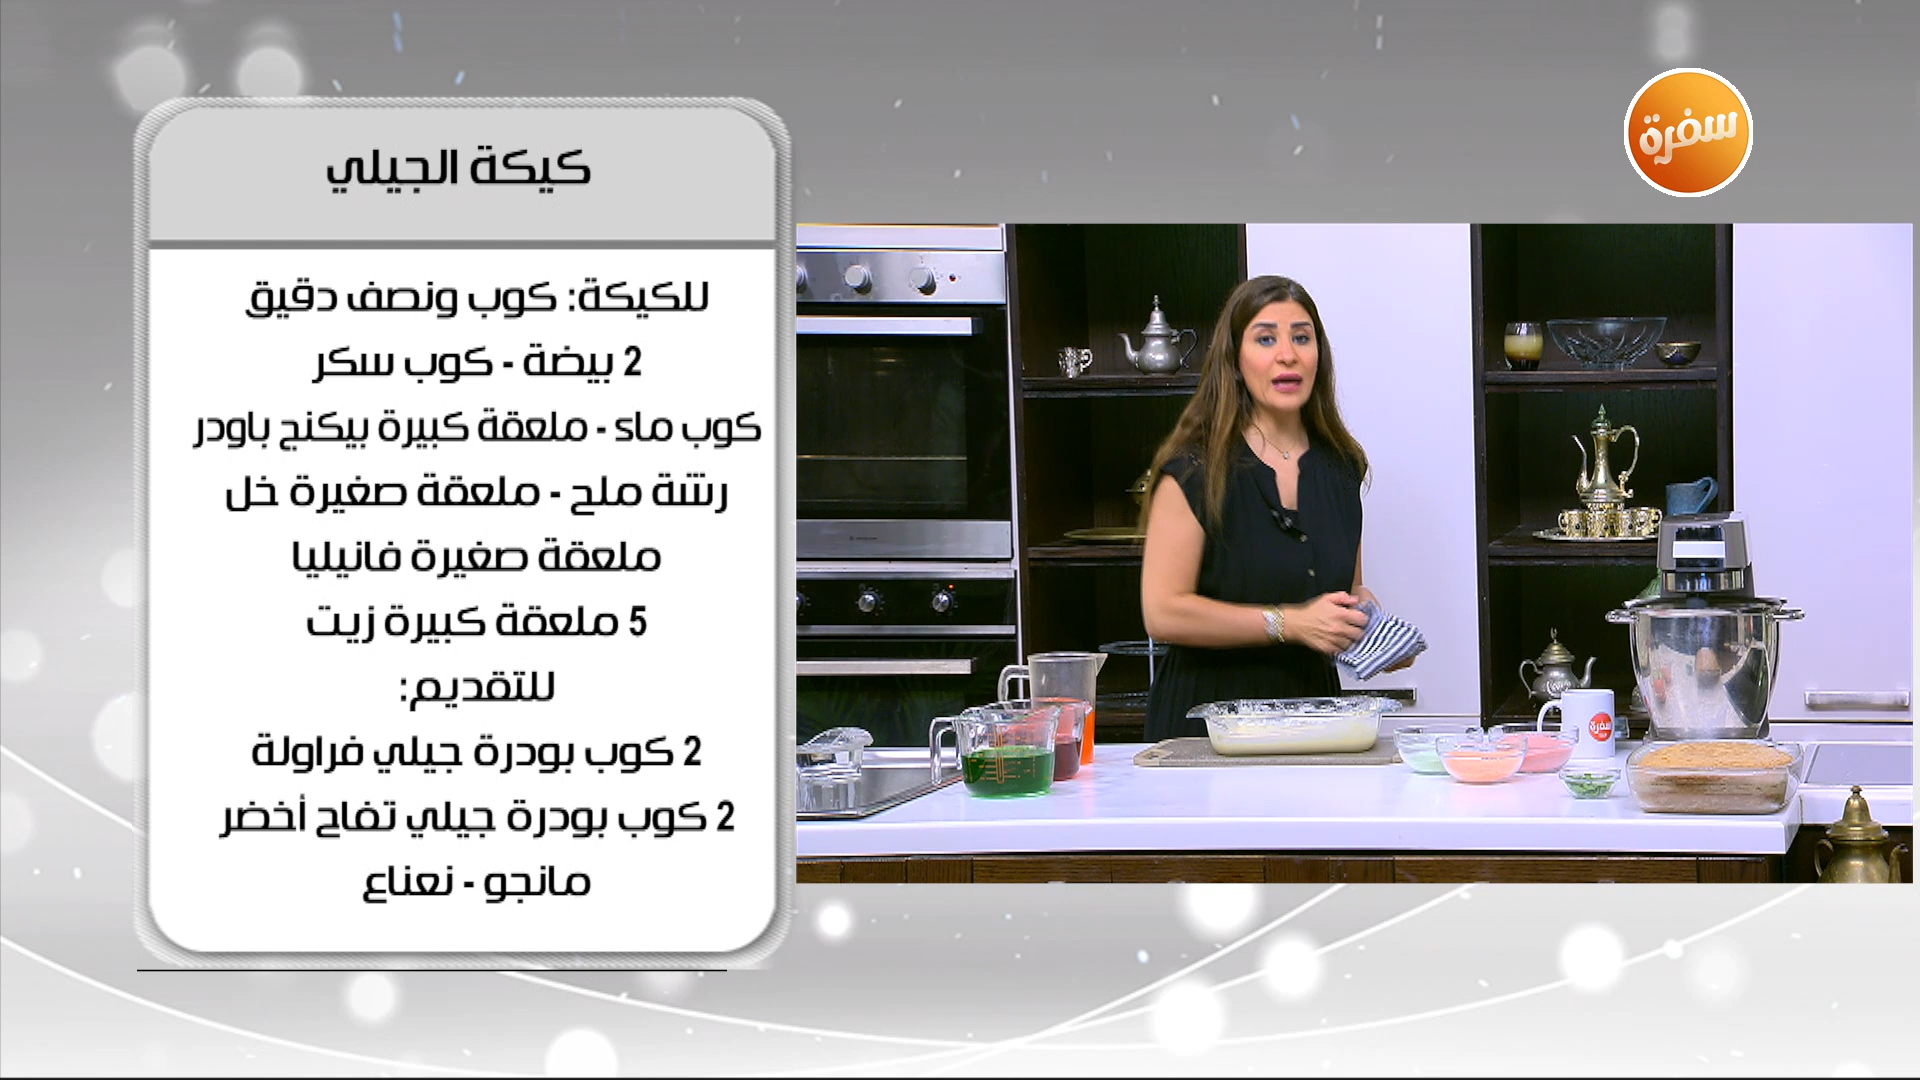 سفرة
كيكة الجيلي
للكيكة: كوب ونصف دقيق
2 بيضة - كوب سكر
كوب ماء - ملعقة كبيرة بيكنج باودر
رشة ملح - ملعقة صغيرة خل
ملعقة صغيرة فانيليا
5 ملعقة كبيرة زيت
للتقديم:
2 كوب بودرة جيلي فراولة
2 كوب بودرة جيلي تفاح أخضر
مانجو - نعناع
سفرة